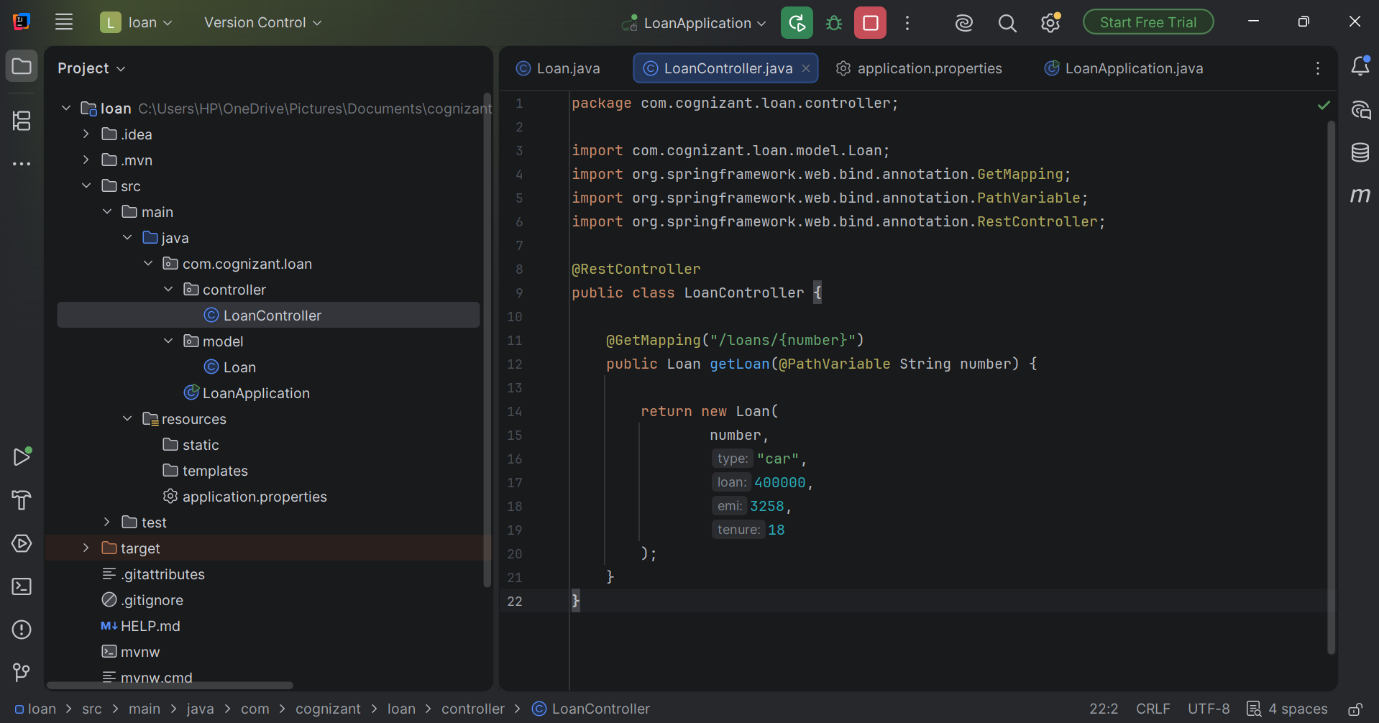 L loan Version Control LoanApplication Start Free Trial
Project
loan C:\Users\HP\OneDrive\Pictures\Documents\cognizant
.idea
.mvn
src
main
java
com.cognizant.loan
controller
LoanController
model
Loan
LoanApplication
resources
static
templates
application.properties
test
target
.gitattributes
.gitignore
M↓ HELP.md
mvnw
mvnw.cmd
Loan.java LoanController.java application.properties LoanApplication.java
1 package com.cognizant.loan.controller;
2
3 import com.cognizant.loan.model.Loan;
4 import org.springframework.web.bind.annotation.GetMapping;
5 import org.springframework.web.bind.annotation.PathVariable;
6 import org.springframework.web.bind.annotation.RestController;
7
8 @RestController
9 public class LoanController {
10
11 @GetMapping("/loans/{number}")
12 public Loan getLoan(@PathVariable String number) {
13
14 return new Loan(
15 number,
16 type: "car",
17 loan: 400000,
18 emi: 3258,
19 tenure: 18
20 );
21 }
22 }
m
loan > src > main > java > com > cognizant > loan > controller > LoanController 22:2 CRLF UTF-8 4 spaces